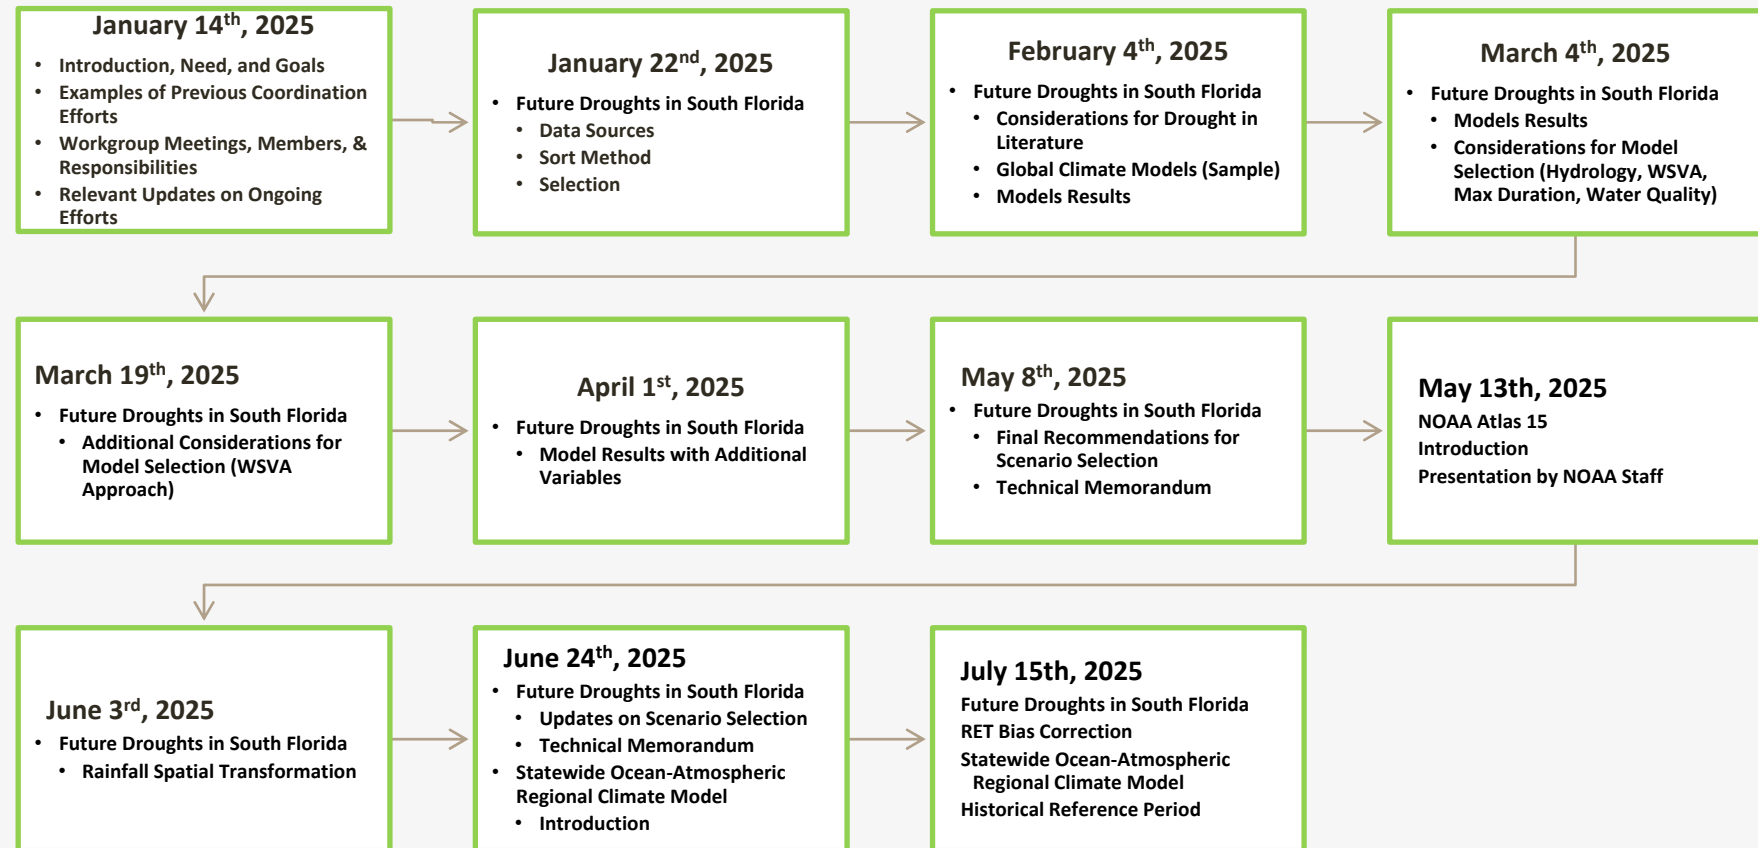 January 14th, 2025
• Introduction, Need, and Goals
• Examples of Previous Coordination
Efforts
• Workgroup Meetings, Members, &
Responsibilities
• Relevant Updates on Ongoing
Efforts
January 22nd, 2025
• Future Droughts in South Florida
• Data Sources
• Sort Method
• Selection
February 4th, 2025
• Future Droughts in South Florida
• Considerations for Drought in
Literature
• Global Climate Models (Sample)
• Models Results
March 4th, 2025
• Future Droughts in South Florida
• Models Results
• Considerations for Model
Selection (Hydrology, WSVA,
Max Duration, Water Quality)
March 19th, 2025
• Future Droughts in South Florida
• Additional Considerations for
Model Selection (WSVA
Approach)
April 1st, 2025
• Future Droughts in South Florida
• Model Results with Additional
Variables
May 8th, 2025
• Future Droughts in South Florida
• Final Recommendations for
Scenario Selection
• Technical Memorandum
May 13th, 2025
NOAA Atlas 15
Introduction
Presentation by NOAA Staff
June 3rd, 2025
• Future Droughts in South Florida
• Rainfall Spatial Transformation
June 24th, 2025
• Future Droughts in South Florida
• Updates on Scenario Selection
• Technical Memorandum
• Statewide Ocean-Atmospheric
Regional Climate Model
• Introduction
July 15th, 2025
Future Droughts in South Florida
RET Bias Correction
Statewide Ocean-Atmospheric
Regional Climate Model
Historical Reference Period